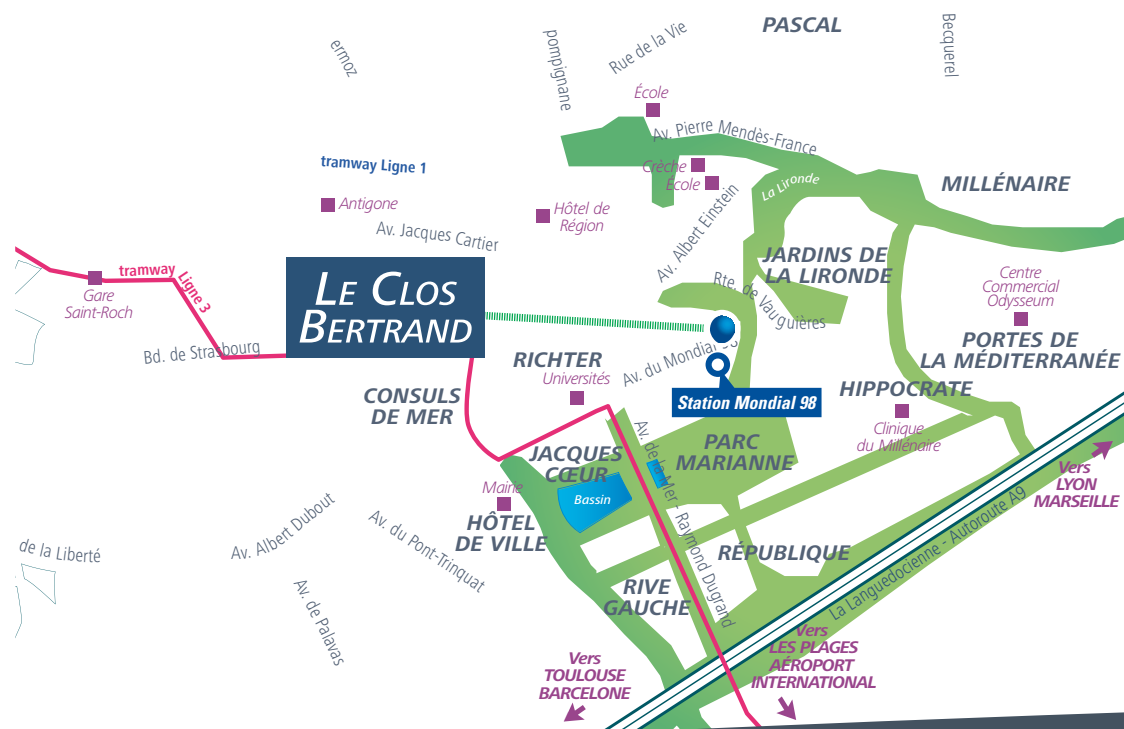 PASCAL
Becquerel
ermoz
pompignane
Rue de la Vie
École
Av. Pierre Mendès-France
tramway Ligne 1
Crèche
École
La Lironde
MILLÉNAIRE
Antigone
Hôtel de
Région
Av. Jacques Cartier
Av. Albert Einstein
JARDINS DE
LA LIRONDE
tramway Ligne 3
Gare
Saint-Roch
LE CLOS
BERTRAND
Rte. de Vauguières
Centre
Commercial
Odysseum
PORTES DE
LA MÉDITERRANÉE
Bd. de Strasbourg
RICHTER
Universités
Av. du Mondial 98
Station Mondial 98
HIPPOCRATE
Clinique
du Millénaire
CONSULS
DE MER
JACQUES
CŒUR
Bassin
PARC
MARIANNE
Av. de la Mer - Raymond Dugrand
Vers
LYON
MARSEILLE
Mairie
HÔTEL
DE VILLE
Av. Albert Dubout
Av. du Pont-Trinquat
de la Liberté
Av. de Palavas
RÉPUBLIQUE
RIVE
GAUCHE
La Languedocienne - Autoroute A9
Vers
LES PLAGES
AÉROPORT
INTERNATIONAL
Vers
TOULOUSE
BARCELONE